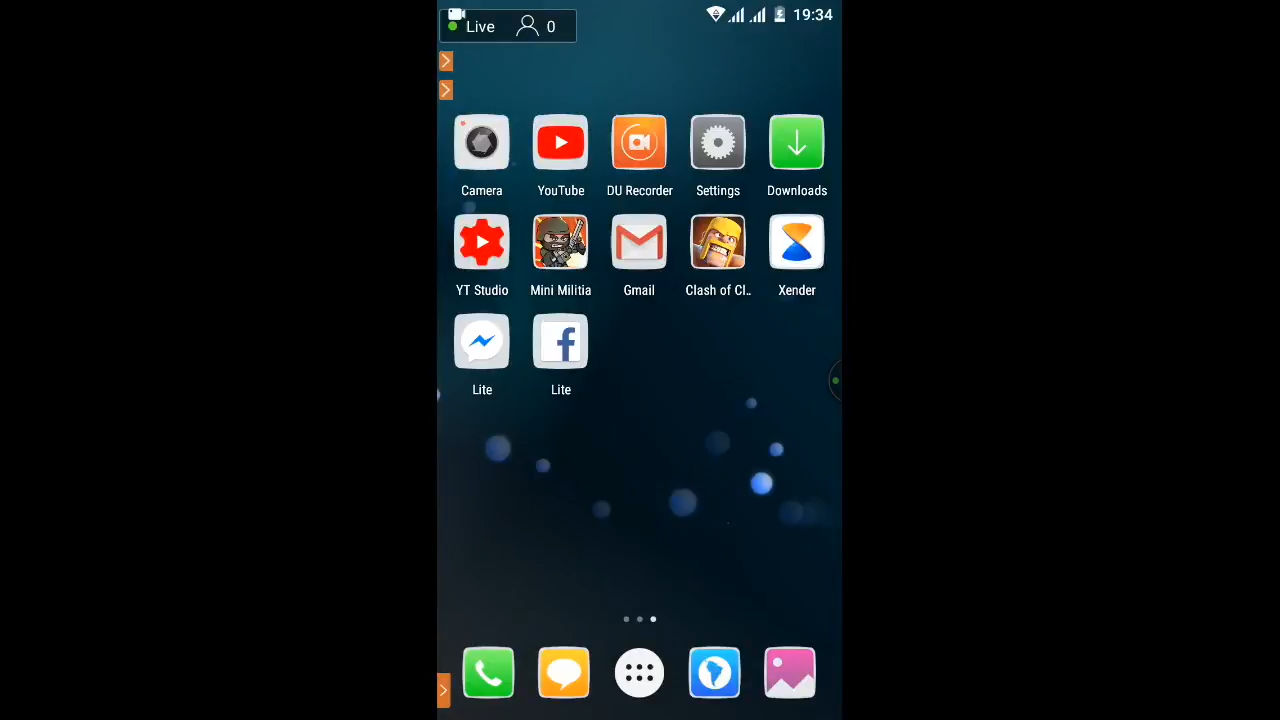 Live 0
19:34
Camera YouTube DU Recorder Settings Downloads
YT Studio Mini Militia Gmail Clash of Cl.. Xender
Lite Lite